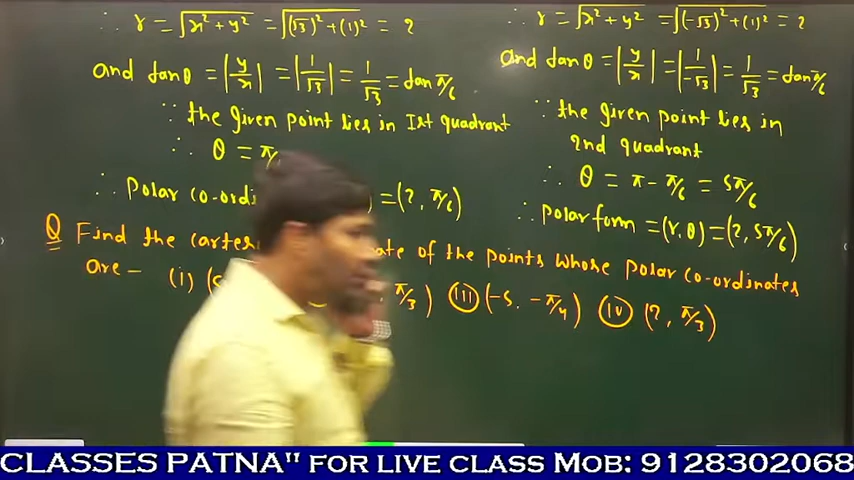 ∴ r = √x² + y² = √(√3)² + (1)² = 2
and tanθ = |y/x| = |1/√3| = 1/√3 = tan π/6
∵ the given point lies in Ist quadrant
∴ θ = π/
∴ Polar co-ordi ) = (2, π/6)
∴ r = √x² + y² = √(-√3)² + (1)² = 2
and tanθ = |y/x| = |1/-√3| = 1/√3 = tan π/6
∵ the given point lies in
2nd quadrant
∴ θ = π - π/6 = 5π/6
∴ polar form = (r, θ) = (2, 5π/6)
Q Find the carte ate of the points whose polar co-ordinates
are – (i) ( , π/3) (iii) (-5, -π/4) (iv) (2, π/3)
CLASSES PATNA" FOR LIVE CLASS MOB: 9128302068